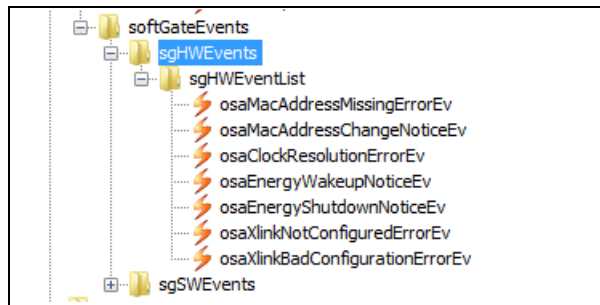 softGateEvents
sgHWEvents
sgHWEventList
osaMacAddressMissingErrorEv
osaMacAddressChangeNoticeEv
osaClockResolutionErrorEv
osaEnergyWakeupNoticeEv
osaEnergyShutdownNoticeEv
osaXlinkNotConfiguredErrorEv
osaXlinkBadConfigurationErrorEv
sgSWEvents